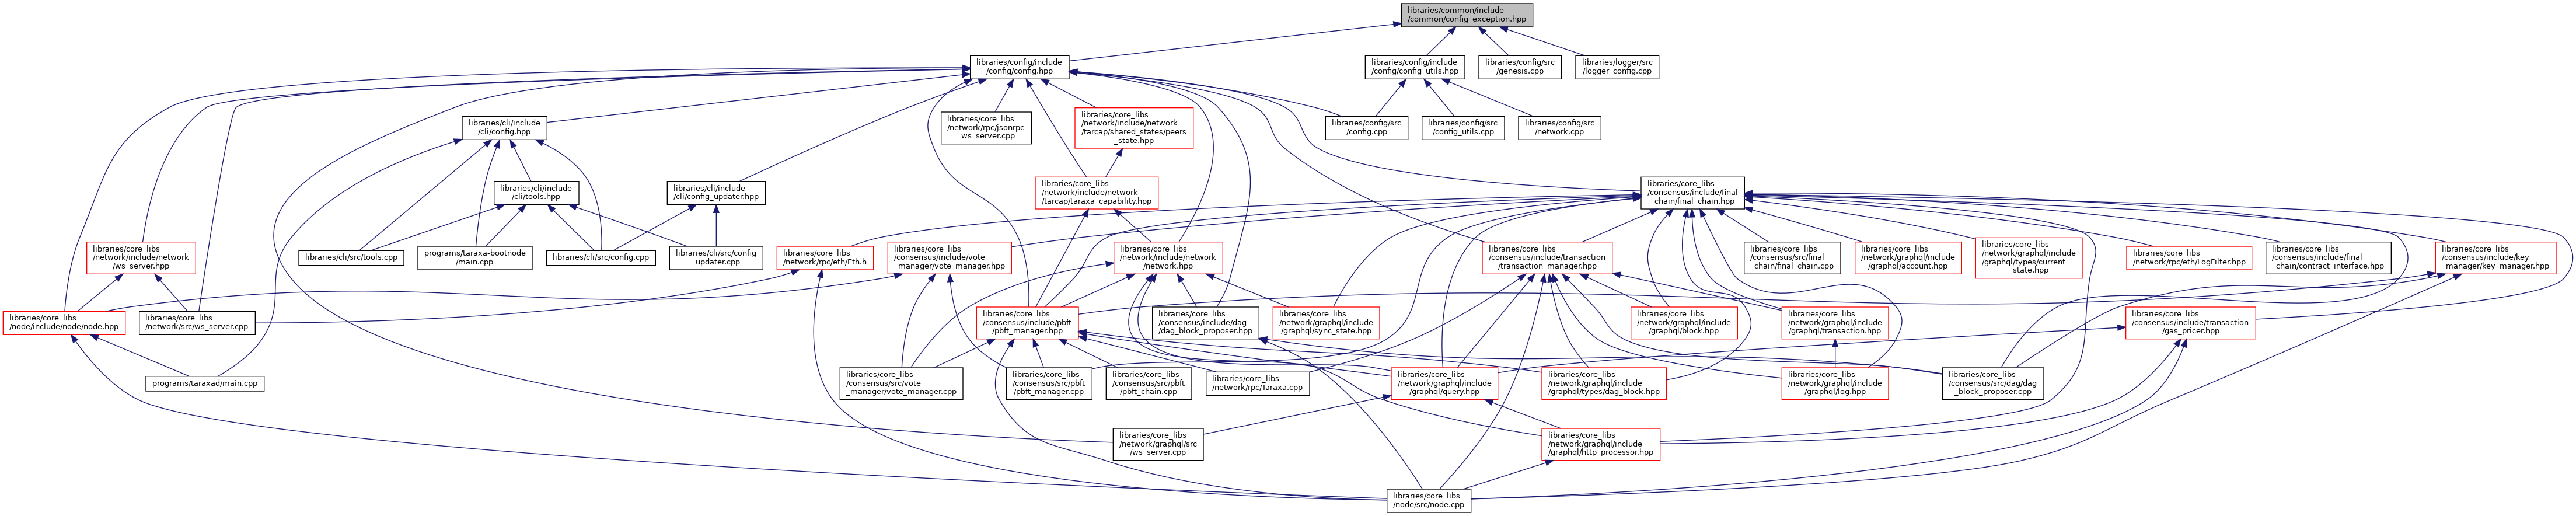 libraries/common/include
/common/config_exception.hpp
libraries/config/include
/config/config.hpp
libraries/config/include
/config/config_utils.hpp
libraries/config/src
/genesis.cpp
libraries/logger/src
/logger_config.cpp
libraries/cli/include
/cli/config.hpp
libraries/core_libs
/network/rpc/jsonrpc
_ws_server.cpp
libraries/core_libs
/network/include/network
/tarcap/shared_states/peers
_state.hpp
libraries/config/src
/config.cpp
libraries/config/src
/config_utils.cpp
libraries/config/src
/network.cpp
libraries/cli/include
/cli/tools.hpp
libraries/cli/include
/cli/config_updater.hpp
libraries/core_libs
/network/include/network
/tarcap/taraxa_capability.hpp
libraries/core_libs
/consensus/include/final
_chain/final_chain.hpp
libraries/core_libs
/network/include/network
/ws_server.hpp
libraries/cli/src/tools.cpp
programs/taraxa-bootnode
/main.cpp
libraries/cli/src/config.cpp
libraries/cli/src/config
_updater.cpp
libraries/core_libs
/network/rpc/eth/Eth.h
libraries/core_libs
/consensus/include/vote
_manager/vote_manager.hpp
libraries/core_libs
/network/include/network
/network.hpp
libraries/core_libs
/consensus/include/transaction
/transaction_manager.hpp
libraries/core_libs
/consensus/src/final
_chain/final_chain.cpp
libraries/core_libs
/network/graphql/include
/graphql/account.hpp
libraries/core_libs
/network/graphql/include
/graphql/types/current
_state.hpp
libraries/core_libs
/network/rpc/eth/LogFilter.hpp
libraries/core_libs
/consensus/include/final
_chain/contract_interface.hpp
libraries/core_libs
/consensus/include/key
_manager/key_manager.hpp
libraries/core_libs
/node/include/node/node.hpp
libraries/core_libs
/network/src/ws_server.cpp
libraries/core_libs
/consensus/include/pbft
/pbft_manager.hpp
libraries/core_libs
/consensus/include/dag
/dag_block_proposer.hpp
libraries/core_libs
/network/graphql/include
/graphql/sync_state.hpp
libraries/core_libs
/network/graphql/include
/graphql/block.hpp
libraries/core_libs
/network/graphql/include
/graphql/transaction.hpp
libraries/core_libs
/consensus/include/transaction
/gas_pricer.hpp
programs/taraxad/main.cpp
libraries/core_libs
/consensus/src/vote
_manager/vote_manager.cpp
libraries/core_libs
/consensus/src/pbft
/pbft_manager.cpp
libraries/core_libs
/consensus/src/pbft
/pbft_chain.cpp
libraries/core_libs
/network/rpc/Taraxa.cpp
libraries/core_libs
/network/graphql/include
/graphql/query.hpp
libraries/core_libs
/network/graphql/include
/graphql/types/dag_block.hpp
libraries/core_libs
/network/graphql/include
/graphql/log.hpp
libraries/core_libs
/consensus/src/dag/dag
_block_proposer.cpp
libraries/core_libs
/network/graphql/src
/ws_server.cpp
libraries/core_libs
/network/graphql/include
/graphql/http_processor.hpp
libraries/core_libs
/node/src/node.cpp